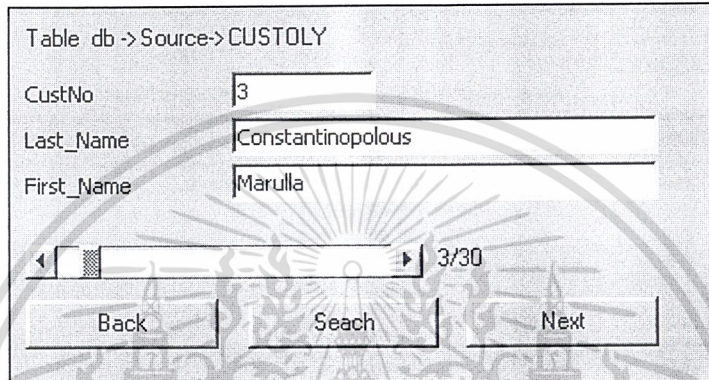 Table db->Source->CUSTOLY
CustNo 3
Last_Name Constantinopolous
First_Name Marulla
3/30
Back Seach Next